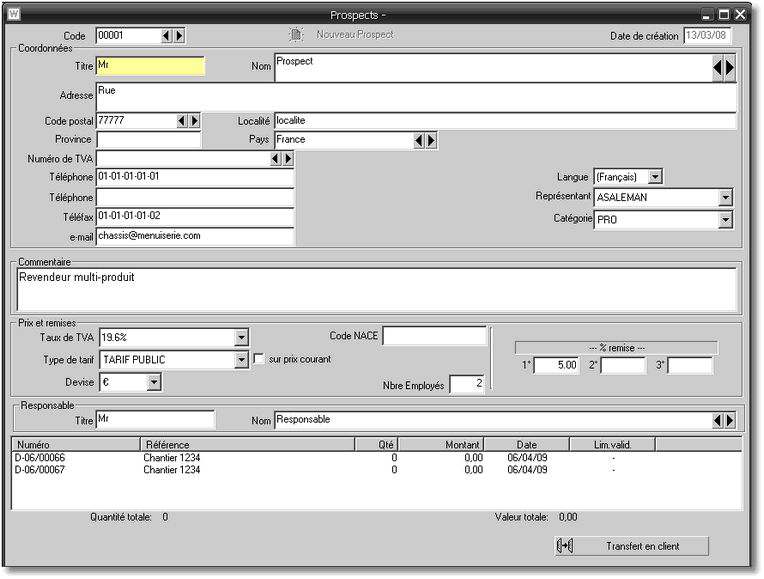 Prospects -
Code 00001 Nouveau Prospect Date de création 13/03/08
Coordonnées
Titre Mr Nom Prospect
Adresse Rue
Code postal 77777 Localité localite
Province Pays France
Numéro de TVA
Téléphone 01-01-01-01-01 Langue (Français)
Téléphone Représentant ASALEMAN
Téléfax 01-01-01-01-02 Catégorie PRO
e-mail chassis@menuiserie.com
Commentaire
Revendeur multi-produit
Prix et remises
Taux de TVA 19.6% Code NACE
--- % remise ---
Type de tarif TARIF PUBLIC sur prix courant 1° 5.00 2° 3°
Devise € Nbre Employés 2
Responsable
Titre Mr Nom Responsable
Numéro Référence Qté Montant Date Lim.valid.
D-06/00066 Chantier 1234 0 0,00 06/04/09 -
D-06/00067 Chantier 1234 0 0,00 06/04/09 -
Quantité totale: 0 Valeur totale: 0,00
Transfert en client